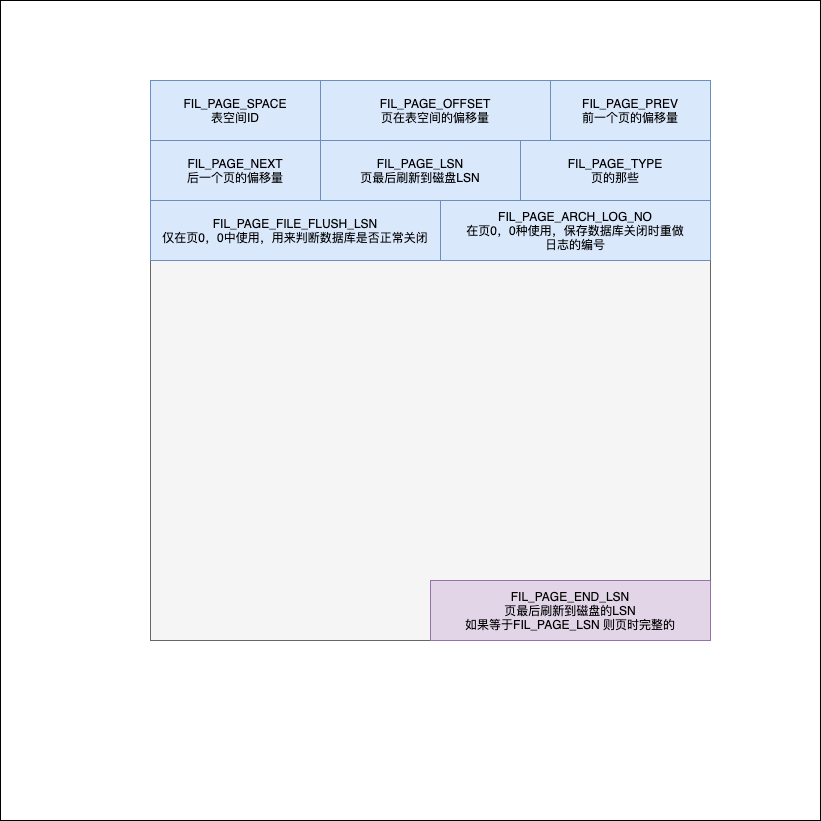 FIL_PAGE_SPACE
表空间ID
FIL_PAGE_OFFSET
页在表空间的偏移量
FIL_PAGE_PREV
前一个页的偏移量
FIL_PAGE_NEXT
后一个页的偏移量
FIL_PAGE_LSN
页最后刷新到磁盘LSN
FIL_PAGE_TYPE
页的那些
FIL_PAGE_FILE_FLUSH_LSN
仅在页0，0中使用，用来判断数据库是否正常关闭
FIL_PAGE_ARCH_LOG_NO
在页0，0种使用，保存数据库关闭时重做
日志的编号
FIL_PAGE_END_LSN
页最后刷新到磁盘的LSN
如果等于FIL_PAGE_LSN 则页时完整的